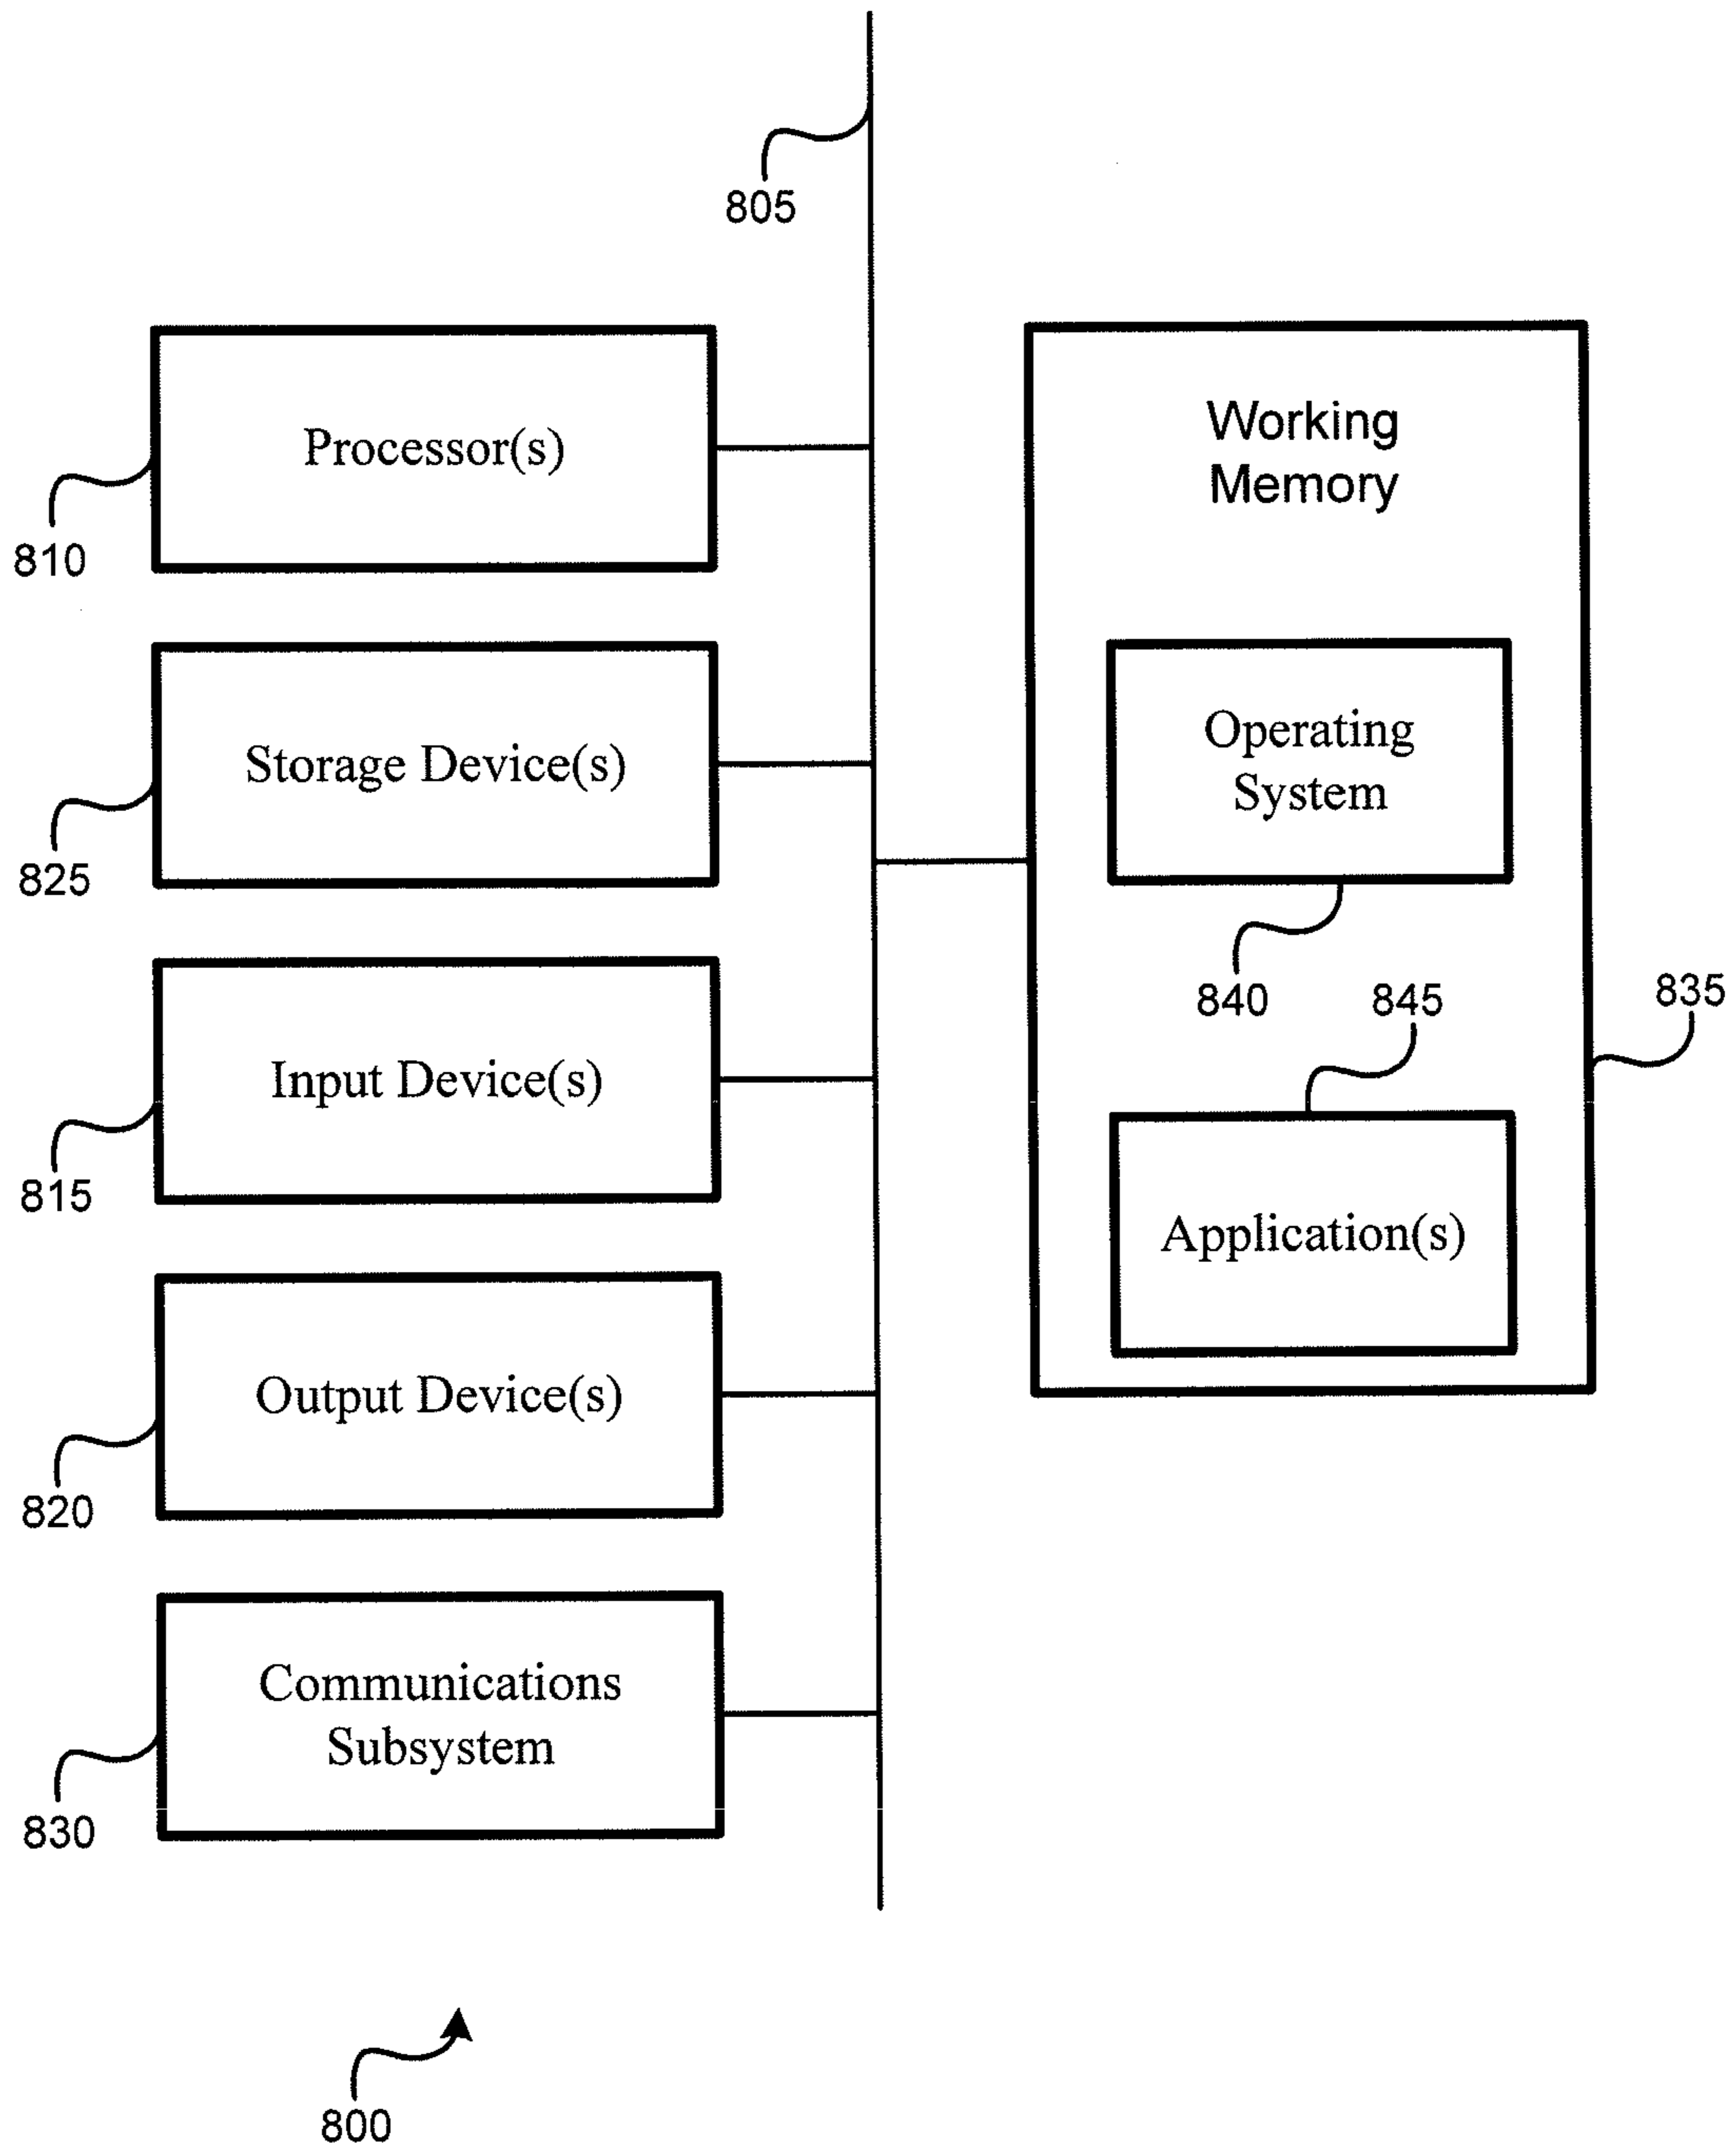 805
Processor(s)
810
Storage Device(s)
825
Input Device(s)
815
Output Device(s)
820
Communications
Subsystem
830
Working
Memory
Operating
System
840
845
835
Application(s)
800